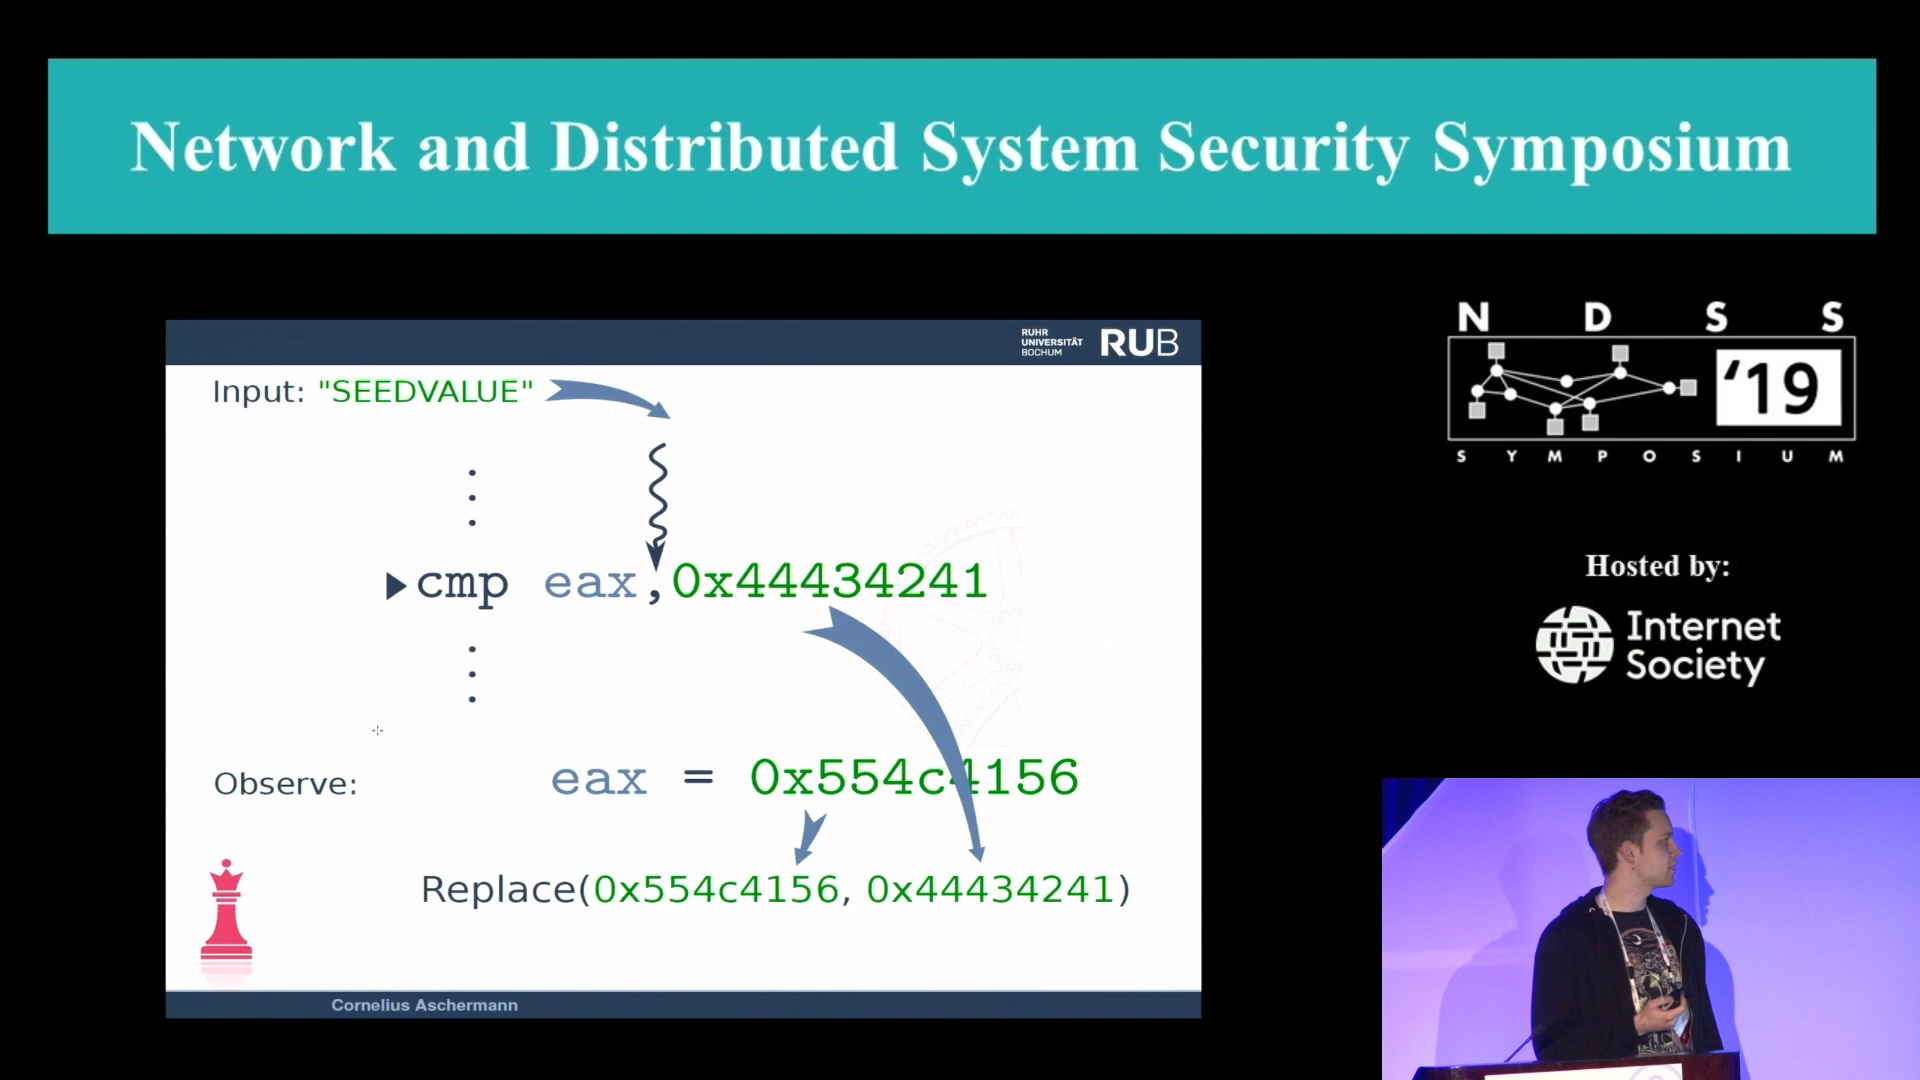 Network and Distributed System Security Symposium
RUHR
UNIVERSITÄT
BOCHUM
RUB
Input: "SEEDVALUE"
cmp eax,0x44434241
Observe:
eax = 0x554c4156
Replace(0x554c4156, 0x44434241)
Cornelius Aschermann
N D S S
'19
S Y M P O S I U M
Hosted by:
Internet
Society